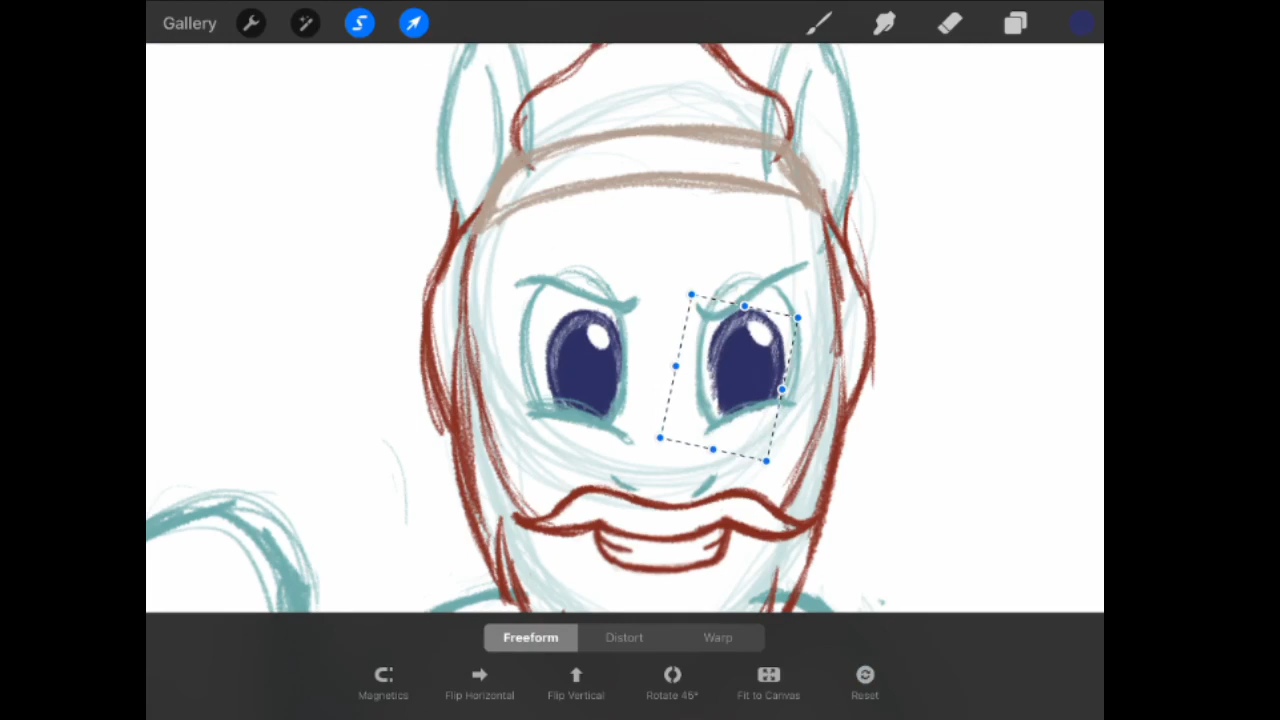 Gallery
Freeform Distort Warp
Magnetics Flip Horizontal Flip Vertical Rotate 45° Fit to Canvas Reset